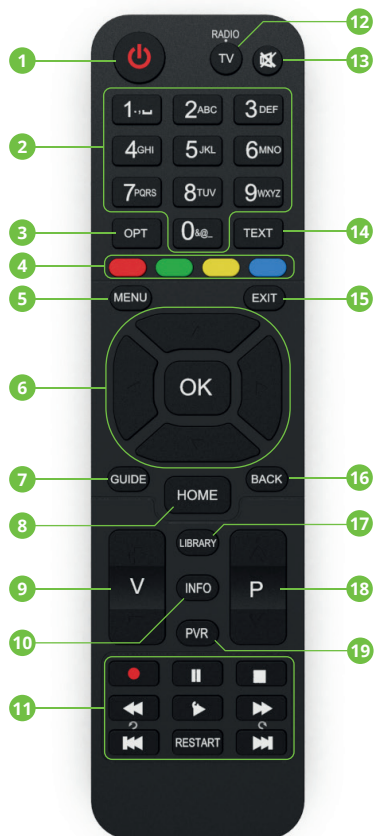 RADIO
12
1
TV
13
1.,⎵ 2ABC 3DEF
2
4GHI 5JKL 6MNO
7PQRS 8TUV 9WXYZ
3
OPT 0&@_ TEXT
14
4
5
MENU EXIT
15
6
OK
7
GUIDE BACK
16
8
HOME
17
LIBRARY
9
V INFO P
18
10
PVR
19
11
RESTART